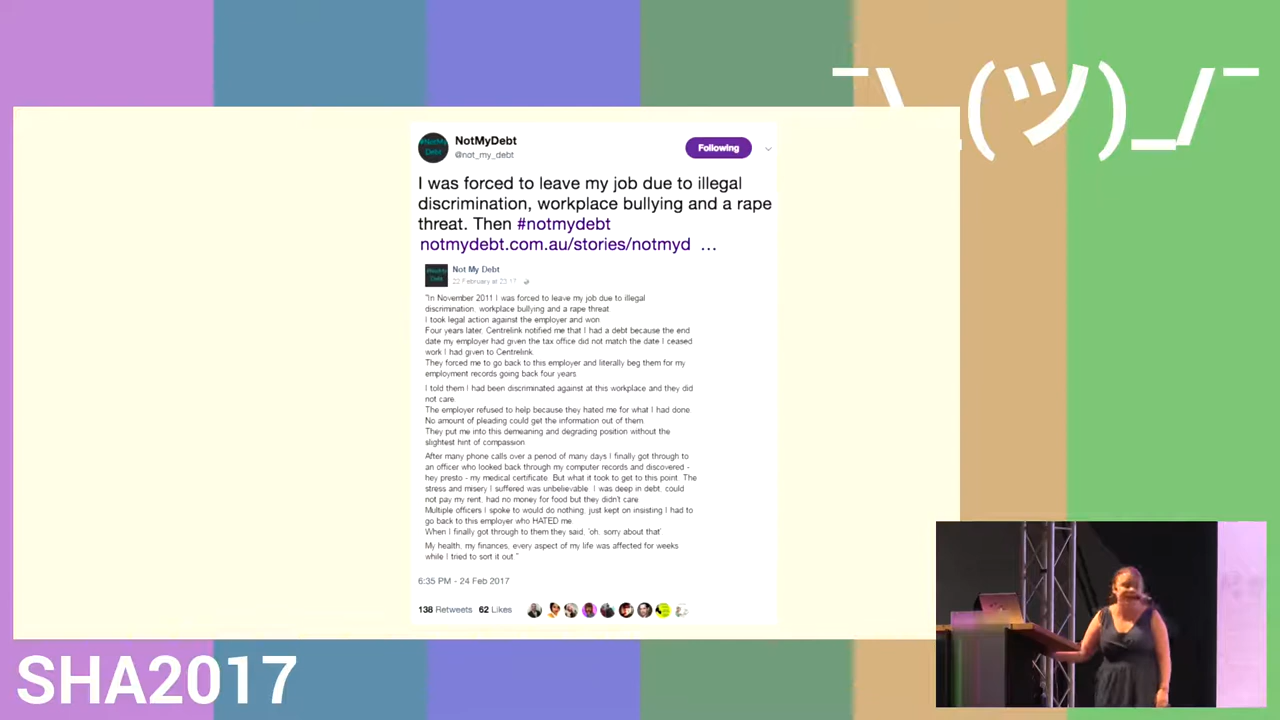 ¯\_(ツ)_/¯
NotMyDebt
@not_my_debt
Following
I was forced to leave my job due to illegal
discrimination, workplace bullying and a rape
threat. Then #notmydebt
notmydebt.com.au/stories/notmyd …
#NotMy
Debt
Not My Debt
22 February at 22:17
"In November 2011 I was forced to leave my job due to illegal
discrimination, workplace bullying and a rape threat
I took legal action against the employer and won
Four years later, Centrelink notified me that I had a debt because the end
date my employer had given the tax office did not match the date I ceased
work I had given to Centrelink.
They forced me to go back to this employer and literally beg them for my
employment records going back four years
I told them I had been discriminated against at this workplace and they did
not care
The employer refused to help because they hated me for what I had done
No amount of pleading could get the information out of them
They put me into this demeaning and degrading position without the
slightest hint of compassion
After many phone calls over a period of many days I finally got through to
an officer who looked back through my computer records and discovered -
hey presto - my medical certificate. But what it took to get to this point. The
stress and misery I suffered was unbelievable. I was deep in debt, could
not pay my rent, had no money for food but they didn't care
Multiple officers I spoke to would do nothing, just kept on insisting I had to
go back to this employer who HATED me
When I finally got through to them they said, 'oh, sorry about that'
My health, my finances, every aspect of my life was affected for weeks
while I tried to sort it out."
6:35 PM - 24 Feb 2017
138 Retweets 62 Likes
SHA2017